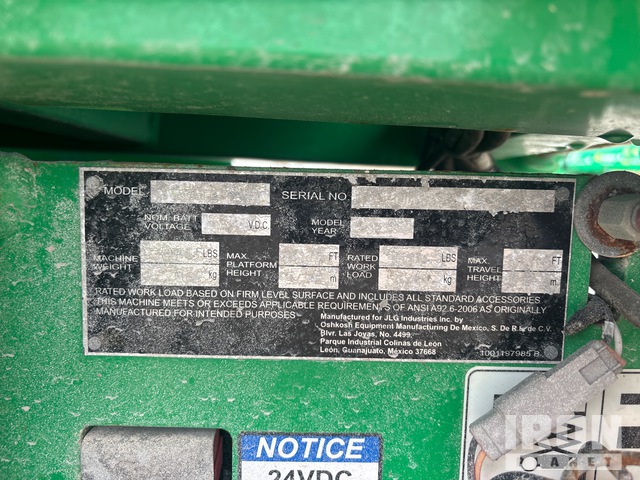 MODEL SERIAL NO.
NOM. BATT VOLTAGE V.D.C. MODEL YEAR
MACHINE WEIGHT LBS kg MAX. PLATFORM HEIGHT FT m RATED WORK LOAD LBS kg MAX. TRAVEL HEIGHT FT m
RATED WORK LOAD BASED ON FIRM LEVEL SURFACE AND INCLUDES ALL STANDARD ACCESSORIES
THIS MACHINE MEETS OR EXCEEDS APPLICABLE REQUIREMENTS OF ANSI A92.6-2006 AS ORIGINALLY
MANUFACTURED FOR INTENDED PURPOSES
Manufactured for JLG Industries Inc. by
Oshkosh Equipment Manufacturing De Mexico, S. De R.l. de C.V.
Blvr. Las Joyas, No. 4499,
Parque Industrial Colinas de León
León, Guanajuato, México 37668
1001197985 B
NOTICE
24VDC
IRON
PLANET